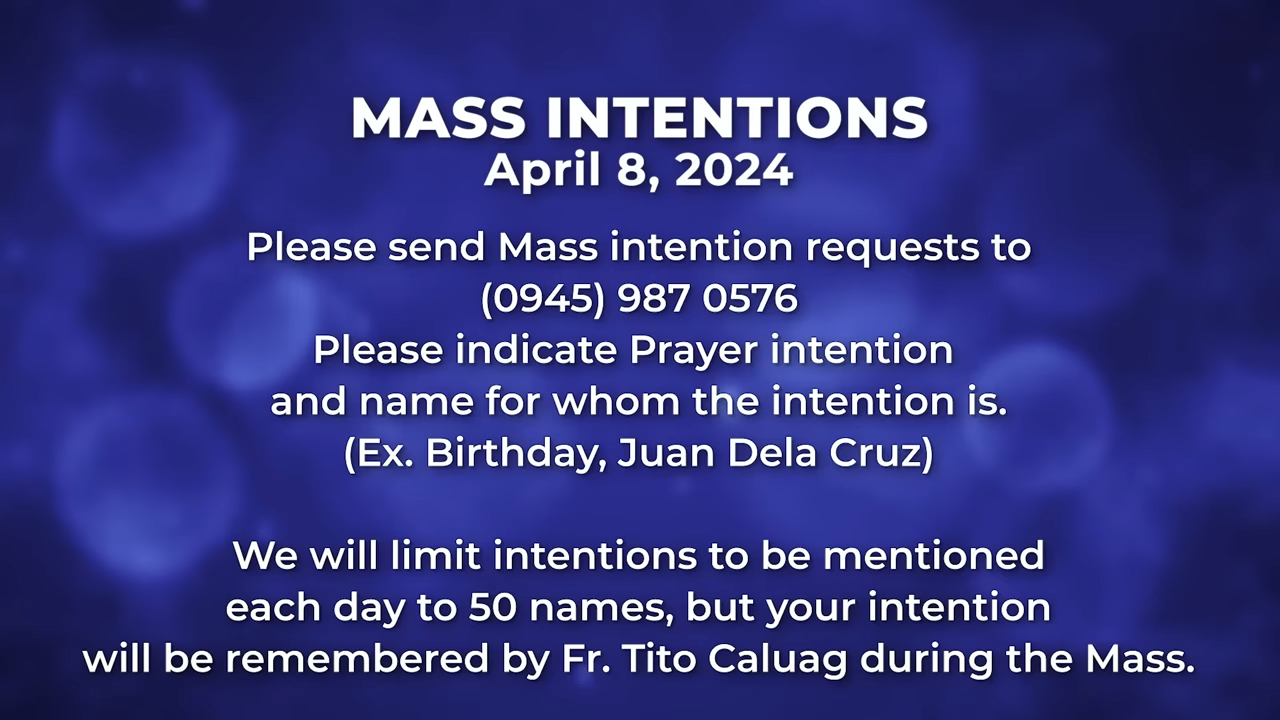 MASS INTENTIONS
April 8, 2024
Please send Mass intention requests to
(0945) 987 0576
Please indicate Prayer intention
and name for whom the intention is.
(Ex. Birthday, Juan Dela Cruz)
We will limit intentions to be mentioned
each day to 50 names, but your intention
will be remembered by Fr. Tito Caluag during the Mass.